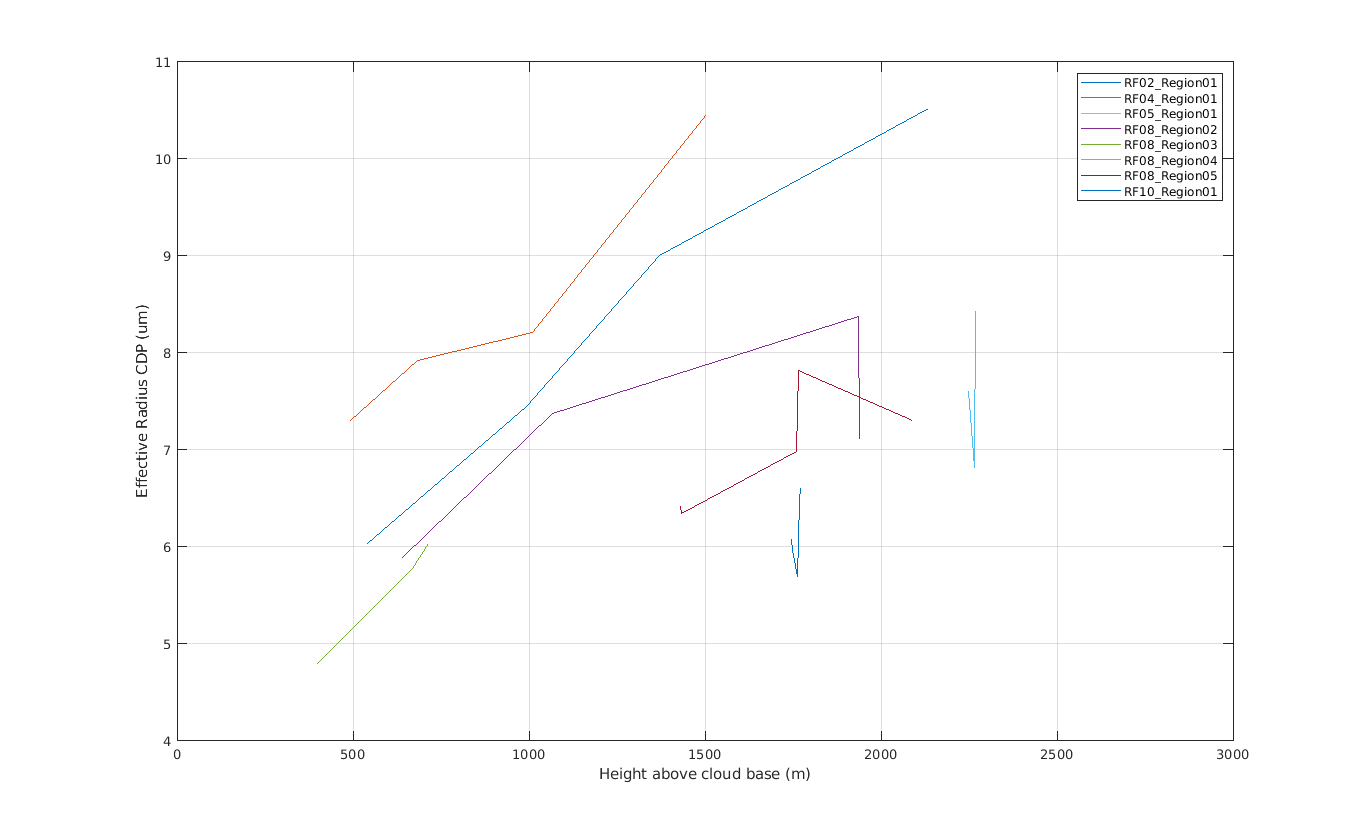 11
10
9
8
7
6
5
4
0
500
1000
1500
2000
2500
3000
Effective Radius CDP (um)
Height above cloud base (m)
RF02_Region01
RF04_Region01
RF05_Region01
RF08_Region02
RF08_Region03
RF08_Region04
RF08_Region05
RF10_Region01